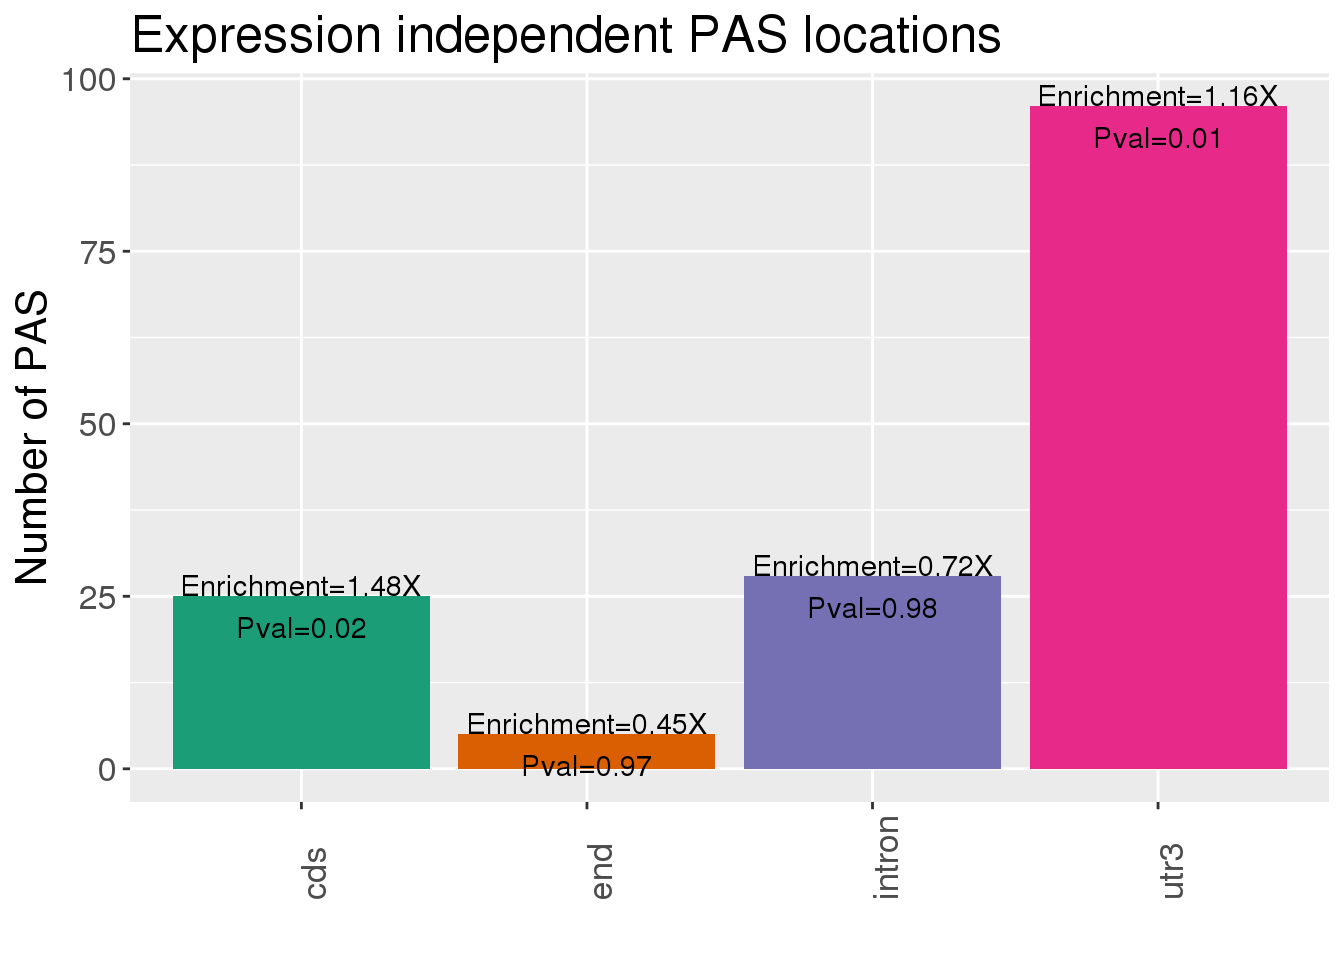 Expression independent PAS locations
Number of PAS
100
75
50
25
0
Enrichment=1.48X
Pval=0.02
Enrichment=0.45X
Pval=0.97
Enrichment=0.72X
Pval=0.98
Enrichment=1.16X
Pval=0.01
cds
end
intron
utr3